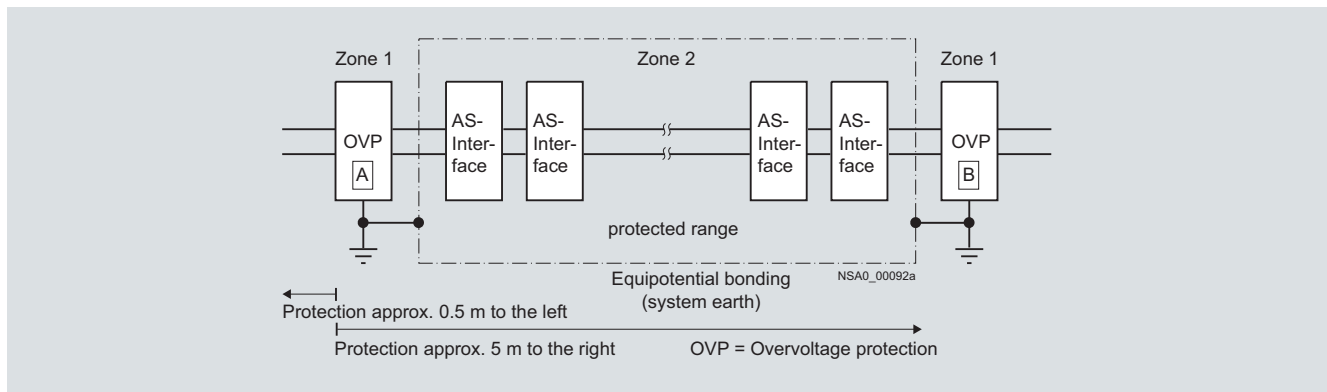 Zone 1
Zone 2
Zone 1
OVP
A
AS-
Inter-
face
AS-
Inter-
face
AS-
Inter-
face
AS-
Inter-
face
OVP
B
protected range
Equipotential bonding
(system earth)
NSA0_00092a
Protection approx. 0.5 m to the left
Protection approx. 5 m to the right
OVP = Overvoltage protection